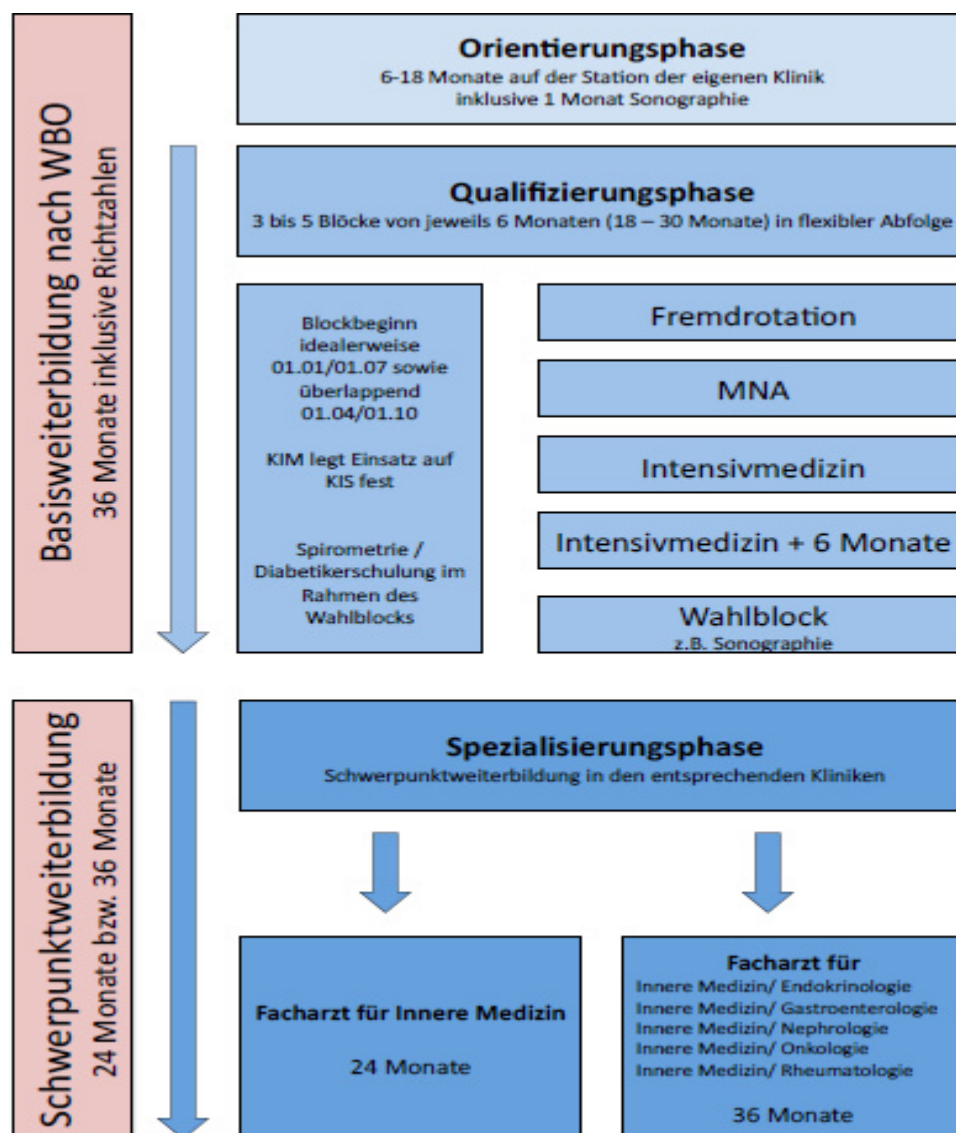 Basisweiterbildung nach WBO
36 Monate inklusive Richtzahlen
Orientierungsphase
6-18 Monate auf der Station der eigenen Klinik
inklusive 1 Monat Sonographie
Qualifizierungsphase
3 bis 5 Blöcke von jeweils 6 Monaten (18 – 30 Monate) in flexibler Abfolge
Blockbeginn
idealerweise
01.01/01.07 sowie
überlappend
01.04/01.10
KIM legt Einsatz auf
KIS fest
Spirometrie /
Diabetikerschulung im
Rahmen des
Wahlblocks
Fremdrotation
MNA
Intensivmedizin
Intensivmedizin + 6 Monate
Wahlblock
z.B. Sonographie
Schwerpunktweiterbildung
24 Monate bzw. 36 Monate
Spezialisierungsphase
Schwerpunktweiterbildung in den entsprechenden Kliniken
Facharzt für Innere Medizin
24 Monate
Facharzt für
Innere Medizin/ Endokrinologie
Innere Medizin/ Gastroenterologie
Innere Medizin/ Nephrologie
Innere Medizin/ Onkologie
Innere Medizin/ Rheumatologie
36 Monate